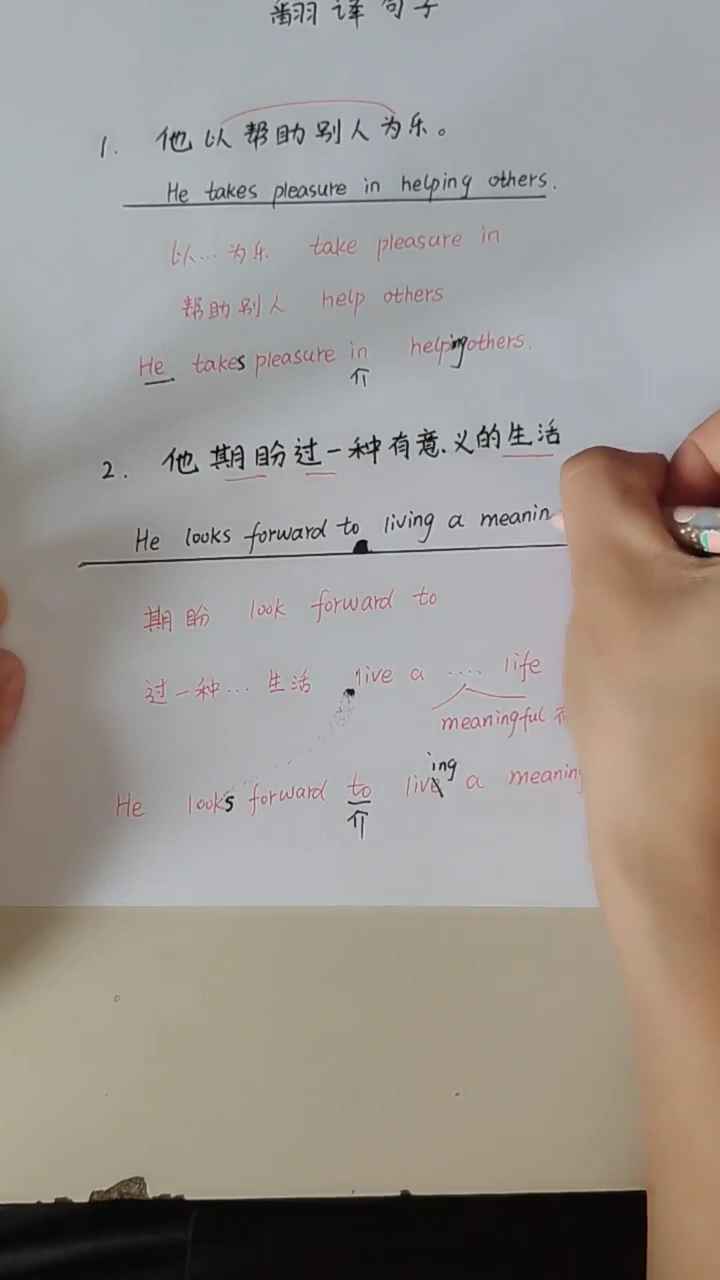 翻译句子
1. 他以帮助别人为乐。
He takes pleasure in helping others.
以...为乐 take pleasure in
帮助别人 help others
He takes pleasure in helping others.
介
2. 他期盼过一种有意义的生活
He looks forward to living a meanin
期盼 look forward to
过一种... 生活 live a .... life
meaningful
ing
He looks forward to live a meaning
介